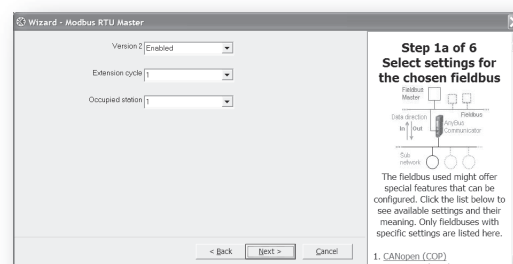 Wizard - Modbus RTU Master
Version 2 Enabled
Extension cycle 1
Occupied station 1
< Back Next > Cancel
Step 1a of 6
Select settings for
the chosen fieldbus
Fieldbus
Master
Fieldbus
Data direction
In Out
AnyBus
Communicator
Sub
network
The fieldbus used might offer
special features that can be
configured. Click the list below to
see available settings and their
meaning. Only fieldbuses with
specific settings are listed here.
1. CANopen (COP)